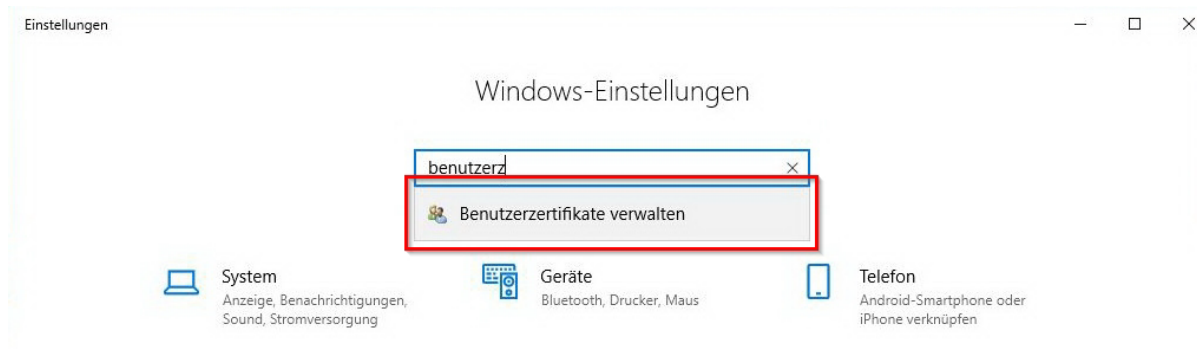 Einstellungen
Windows-Einstellungen
benutzerz
Benutzerzertifikate verwalten
System
Anzeige, Benachrichtigungen,
Sound, Stromversorgung
Geräte
Bluetooth, Drucker, Maus
Telefon
Android-Smartphone oder
iPhone verknüpfen